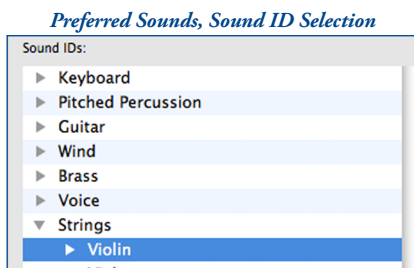 Preferred Sounds, Sound ID Selection
Sound IDs:
Keyboard
Pitched Percussion
Guitar
Wind
Brass
Voice
Strings
Violin